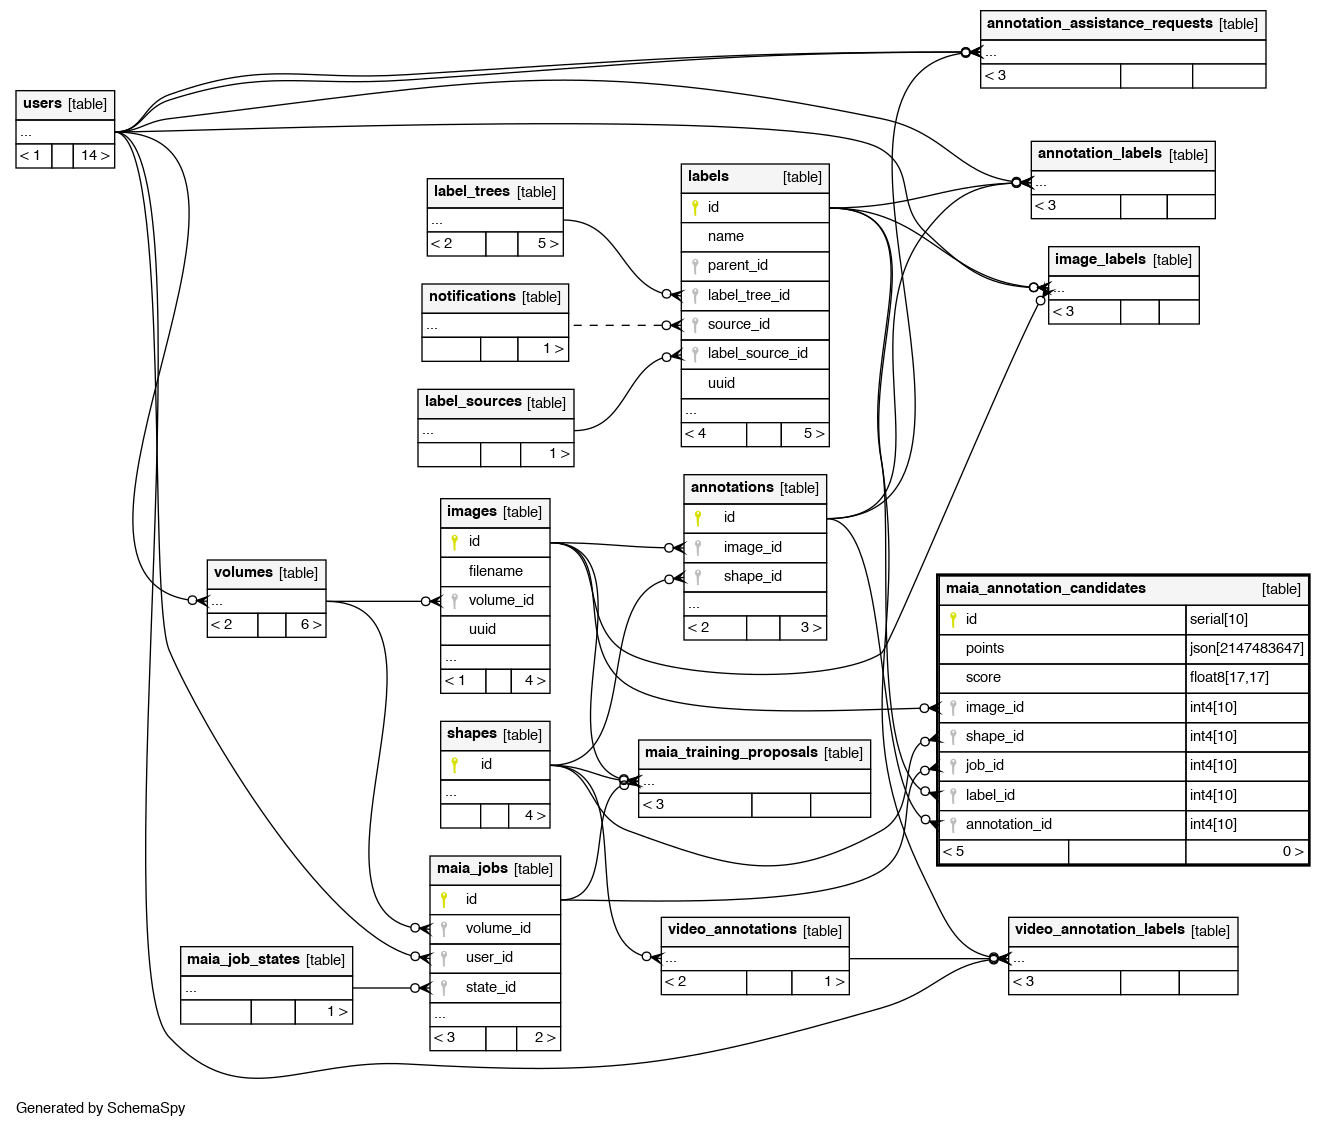 annotation_assistance_requests [table]
...
< 3
users [table]
...
< 1 14 >
annotation_labels [table]
...
< 3
label_trees [table]
...
< 2 5 >
labels [table]
id
name
parent_id
label_tree_id
source_id
label_source_id
uuid
...
< 4 5 >
image_labels [table]
...
< 3
notifications [table]
...
1 >
label_sources [table]
...
1 >
annotations [table]
id
image_id
shape_id
...
< 2 3 >
images [table]
id
filename
volume_id
uuid
...
< 1 4 >
volumes [table]
...
< 2 6 >
maia_annotation_candidates [table]
id serial[10]
points json[2147483647]
score float8[17,17]
image_id int4[10]
shape_id int4[10]
job_id int4[10]
label_id int4[10]
annotation_id int4[10]
< 5 0 >
shapes [table]
id
...
4 >
maia_training_proposals [table]
...
< 3
maia_jobs [table]
id
volume_id
user_id
state_id
...
< 3 2 >
maia_job_states [table]
...
1 >
video_annotations [table]
...
< 2 1 >
video_annotation_labels [table]
...
< 3
Generated by SchemaSpy